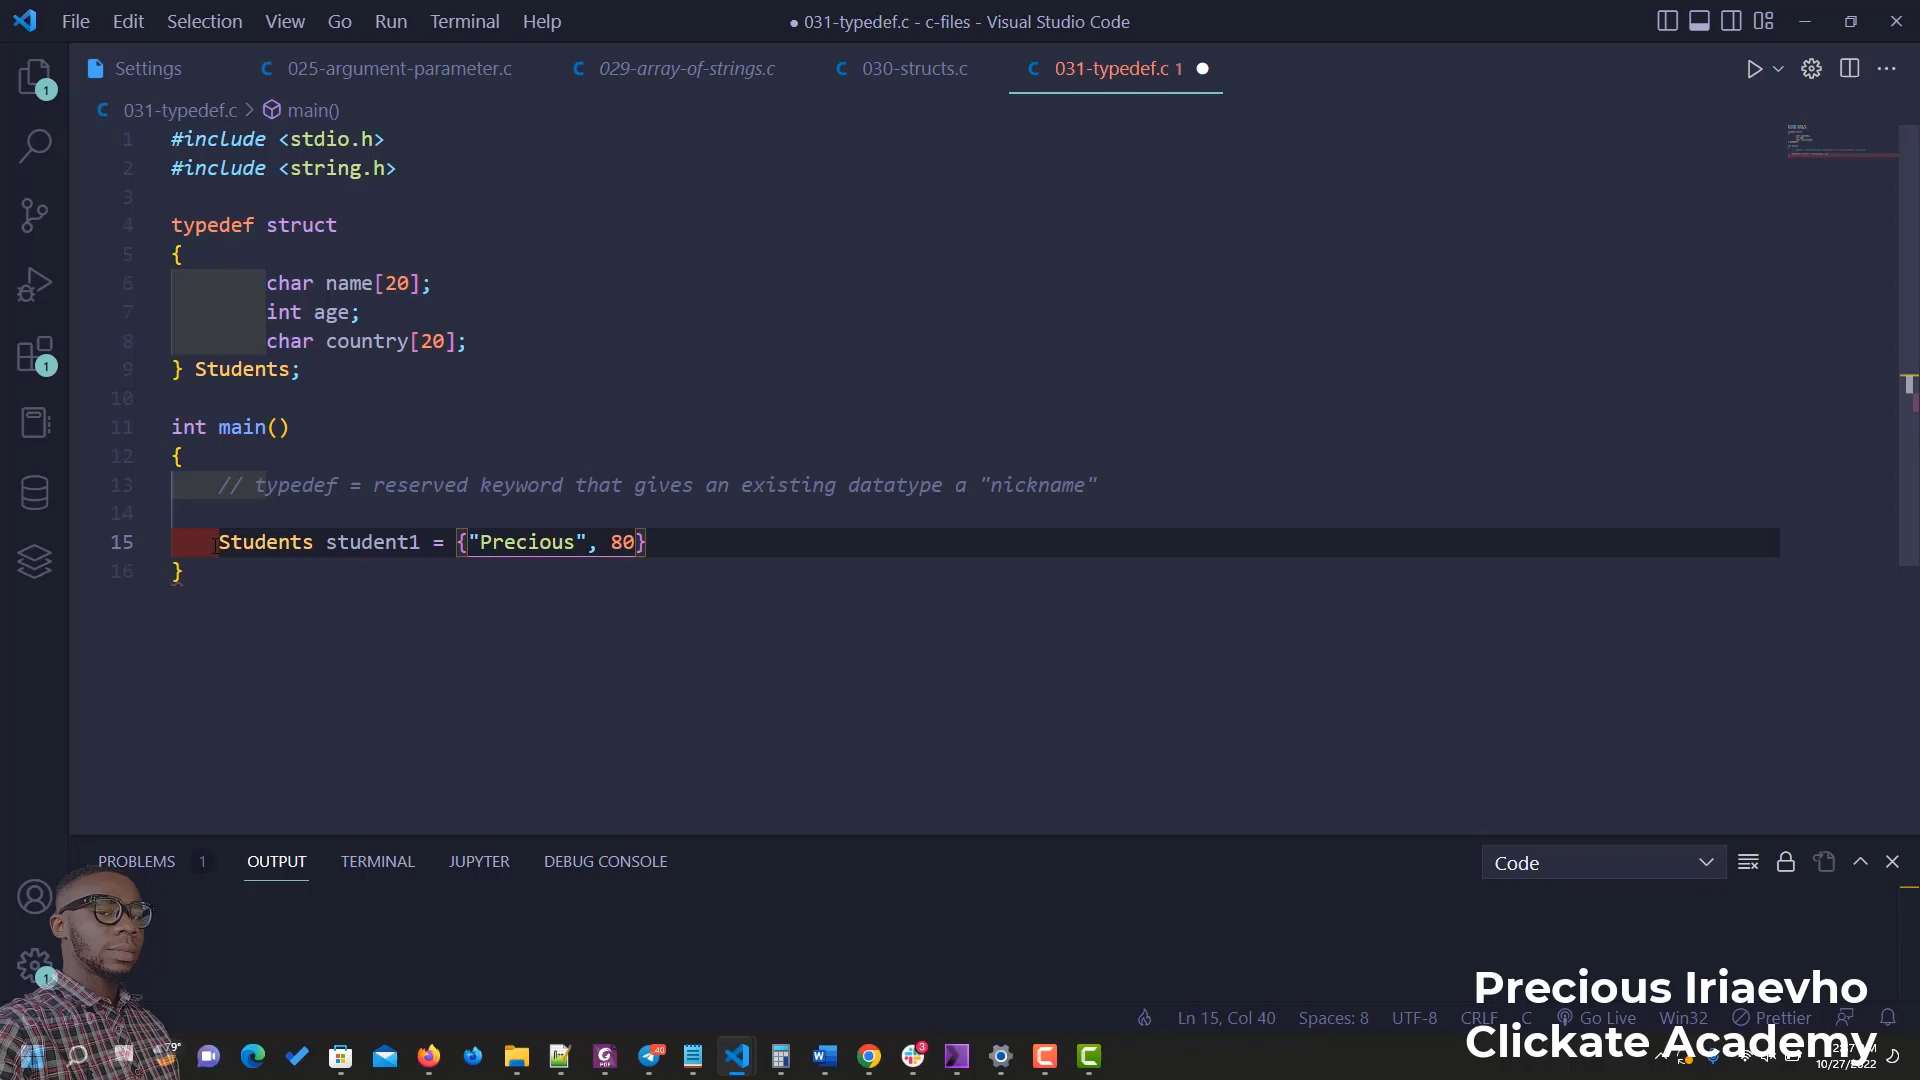 File Edit Selection View Go Run Terminal Help
● 031-typedef.c - c-files - Visual Studio Code
Settings 025-argument-parameter.c 029-array-of-strings.c 030-structs.c 031-typedef.c 1
031-typedef.c > main()
1 #include <stdio.h>
2 #include <string.h>
3
4 typedef struct
5 {
6 char name[20];
7 int age;
8 char country[20];
9 } Students;
10
11 int main()
12 {
13 // typedef = reserved keyword that gives an existing datatype a "nickname"
14
15 Students student1 = {"Precious", 80}
16 }
PROBLEMS 1 OUTPUT TERMINAL JUPYTER DEBUG CONSOLE
Code
Precious Iriaevho
Ln 15, Col 40 Spaces: 8 UTF-8 CRLF C Go Live Win32 Prettier
Clickate Academy
10/27/2022